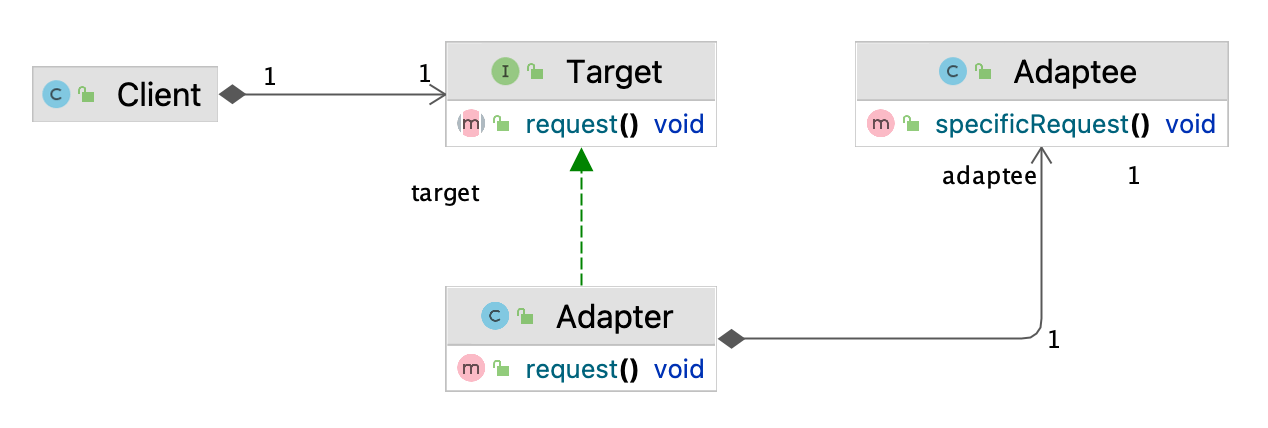 C Client
1
1
I Target
m request() void
C Adaptee
m specificRequest() void
target
adaptee
1
C Adapter
m request() void
1